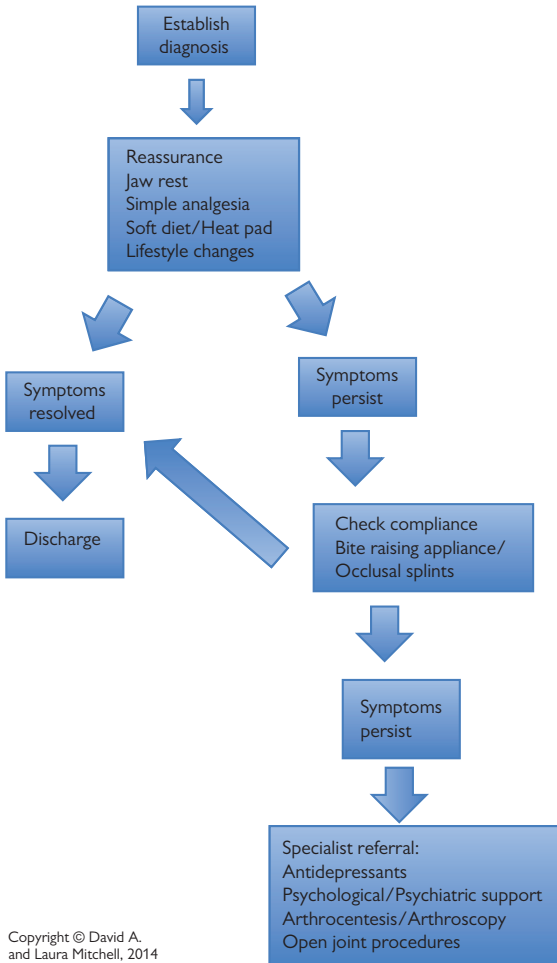 Establish
diagnosis
Reassurance
Jaw rest
Simple analgesia
Soft diet/Heat pad
Lifestyle changes
Symptoms
resolved
Symptoms
persist
Discharge
Check compliance
Bite raising appliance/
Occlusal splints
Symptoms
persist
Specialist referral:
Antidepressants
Psychological/Psychiatric support
Arthrocentesis/Arthroscopy
Open joint procedures
Copyright © David A.
and Laura Mitchell, 2014